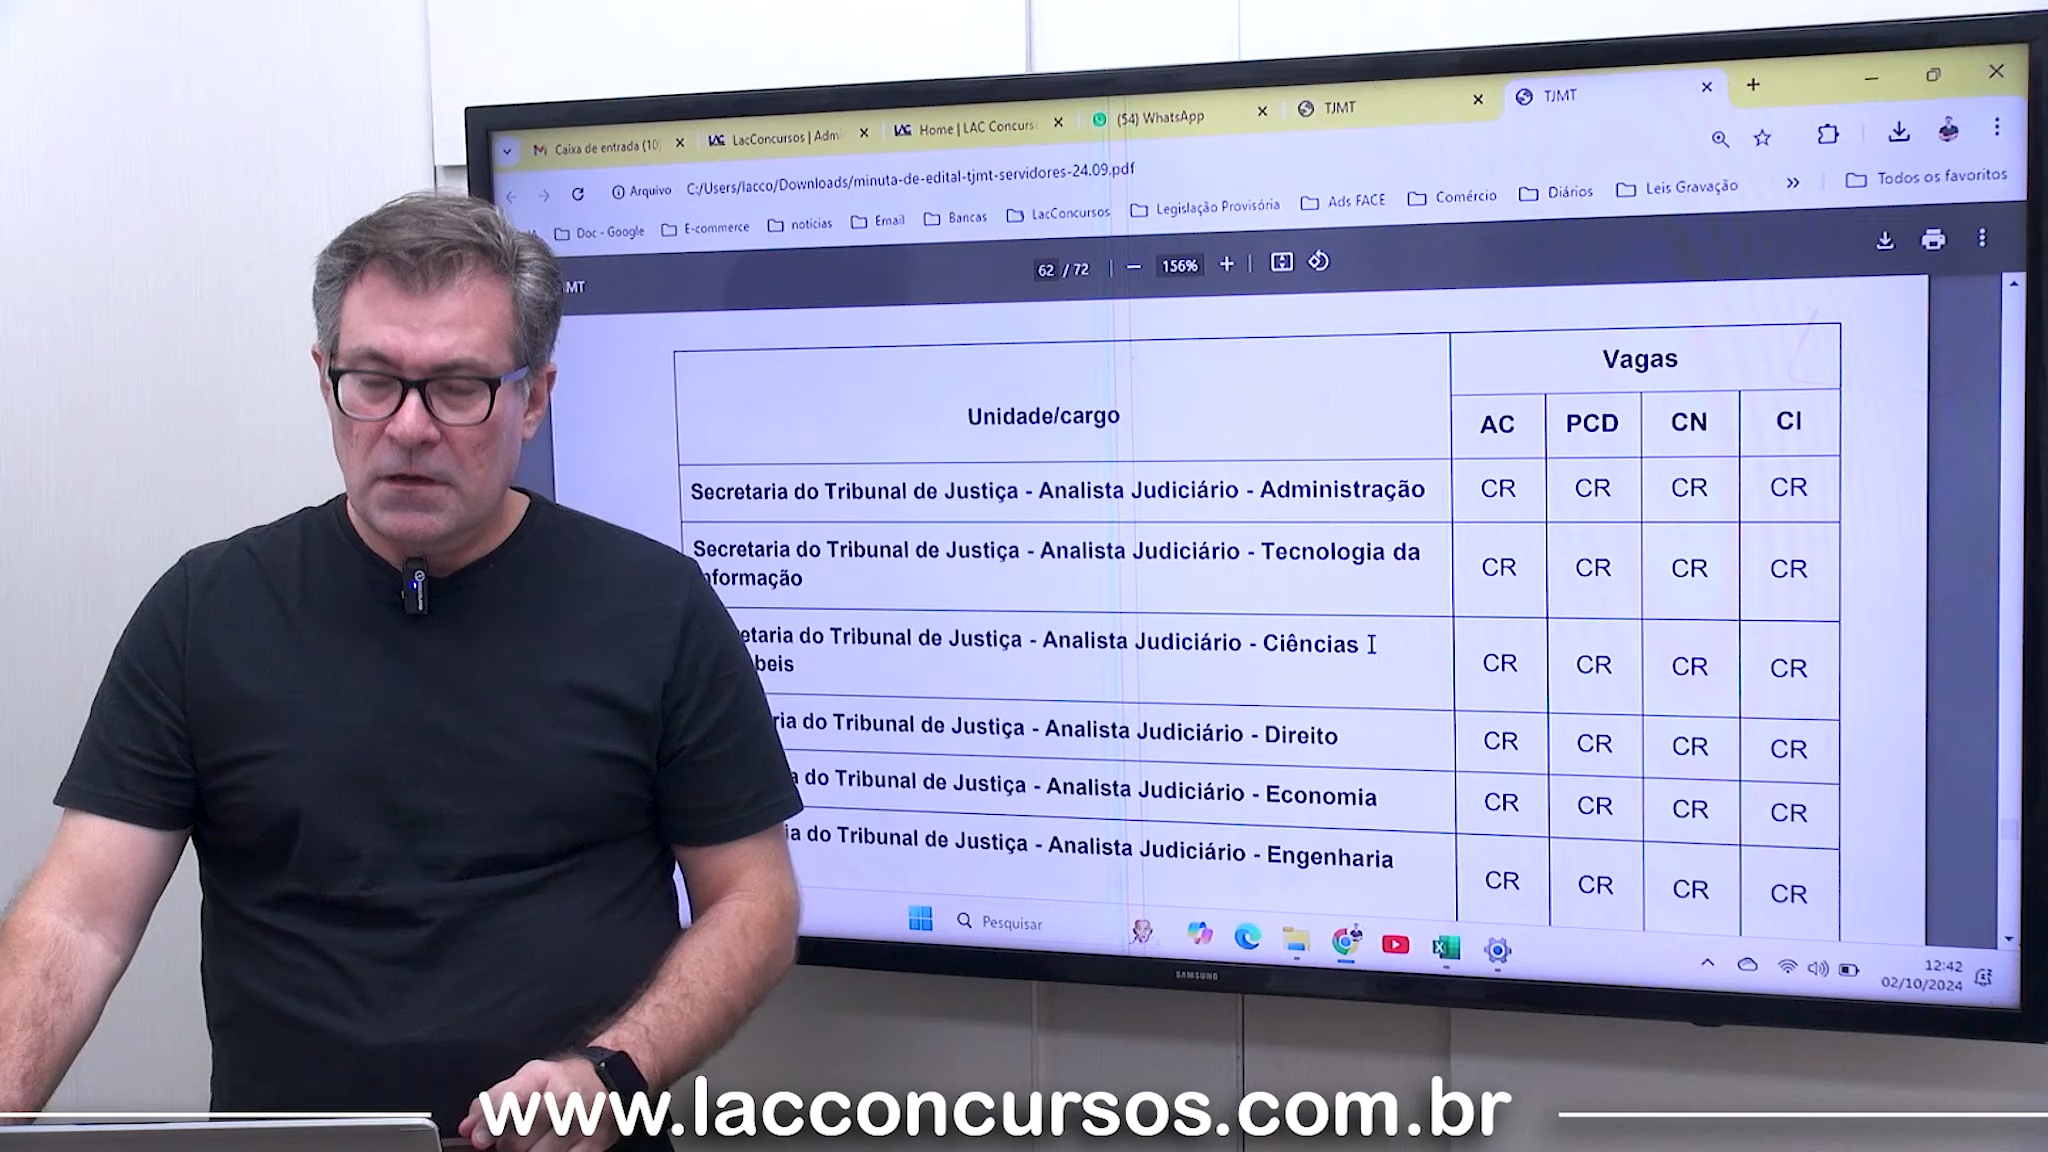 Caixa de entrada (10)
LAC LacConcursos | Admi
LAC Home | LAC Concurs
(54) WhatsApp
TJMT
TJMT
Arquivo C:/Users/lacco/Downloads/minuta-de-edital-tjmt-servidores-24.09.pdf
Doc - Google
E-commerce
noticias
Email
Bancas
LacConcursos
Legislação Provisória
Ads FACE
Comércio
Diários
Leis Gravação
»
Todos os favoritos
MT
62 / 72
156%
Unidade/cargo
Vagas
AC PCD CN CI
Secretaria do Tribunal de Justiça - Analista Judiciário - Administração CR CR CR CR
Secretaria do Tribunal de Justiça - Analista Judiciário - Tecnologia da
nformação CR CR CR CR
etaria do Tribunal de Justiça - Analista Judiciário - Ciências
beis CR CR CR CR
ria do Tribunal de Justiça - Analista Judiciário - Direito CR CR CR CR
a do Tribunal de Justiça - Analista Judiciário - Economia CR CR CR CR
ia do Tribunal de Justiça - Analista Judiciário - Engenharia
CR CR CR CR
Pesquisar
12:42
02/10/2024
SAMSUNG
www.lacconcursos.com.br